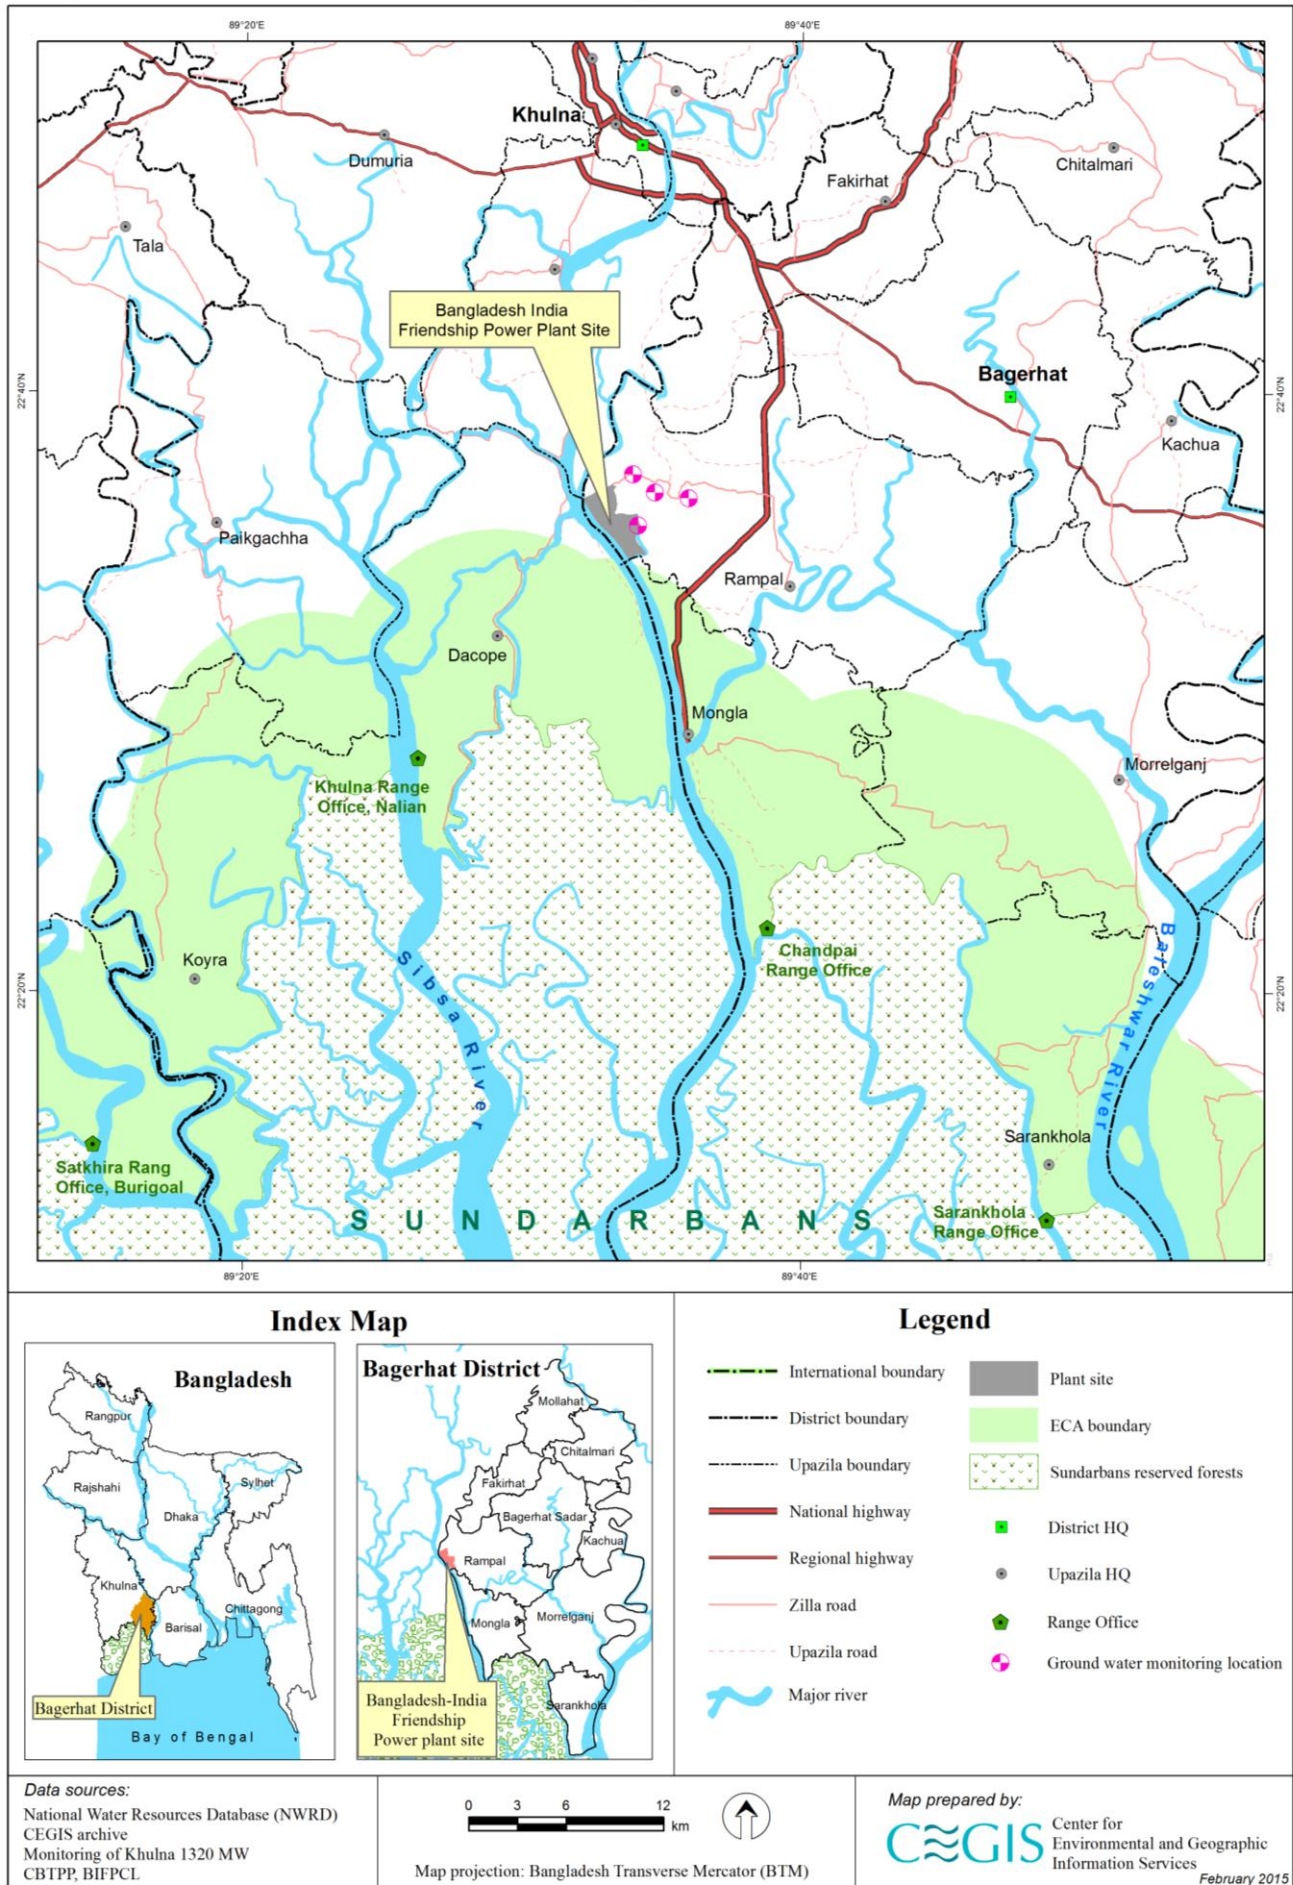 89°20'E
89°40'E
Khulna
Dumuria
Chitalmari
Fakirhat
Tala
Bangladesh India
Friendship Power Plant Site
22°40'N
22°40'N
Bagerhat
Kachua
Paikgachha
Rampal
Dacope
Mongla
Morrelganj
Khulna Range
Office, Nalian
Chandpai
Range Office
Koyra
Sibsa River
Baleshwar River
22°20'N
22°20'N
Sarankhola
Satkhira Rang
Office, Burigoal
SUNDARBANS
Sarankhola
Range Office
89°20'E
89°40'E
Index Map
Bangladesh
Rangpur
Rajshahi
Sylhet
Dhaka
Khulna
Barisal
Chittagong
Bagerhat District
Bay of Bengal
Bagerhat District
Mollahat
Chitalmari
Fakirhat
Bagerhat Sadar
Kachua
Rampal
Mongla
Morrelganj
Sarankhola
Bangladesh-India
Friendship
Power plant site
Legend
International boundary
District boundary
Upazila boundary
National highway
Regional highway
Zilla road
Upazila road
Major river
Plant site
ECA boundary
Sundarbans reserved forests
District HQ
Upazila HQ
Range Office
Ground water monitoring location
Data sources:
National Water Resources Database (NWRD)
CEGIS archive
Monitoring of Khulna 1320 MW
CBTPP, BIFPCL
0 3 6 12
km
Map projection: Bangladesh Transverse Mercator (BTM)
Map prepared by:
CEGIS
Center for
Environmental and Geographic
Information Services
February 2015